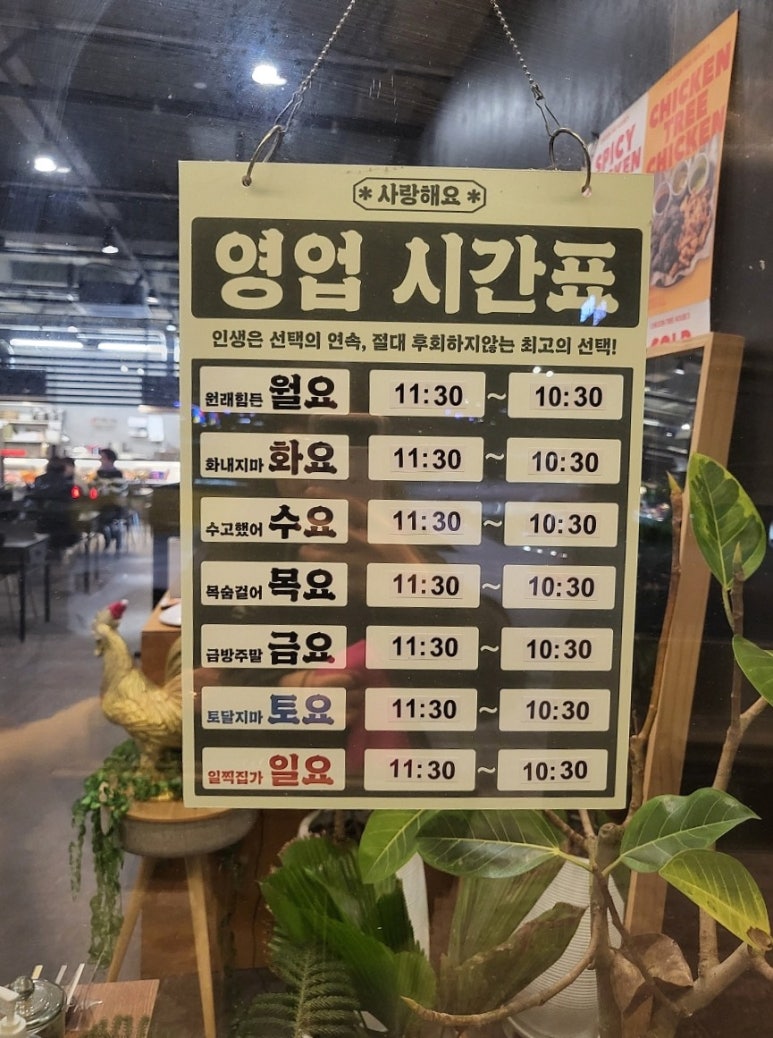 * 사랑해요 *
영업 시간표
인생은 선택의 연속, 절대 후회하지않는 최고의 선택!
원래힘든 월요 11:30 ~ 10:30
화내지마 화요 11:30 ~ 10:30
수고했어 수요 11:30 ~ 10:30
목숨걸어 목요 11:30 ~ 10:30
금방주말 금요 11:30 ~ 10:30
토달지마 토요 11:30 ~ 10:30
일찍집가 일요 11:30 ~ 10:30
CHICKEN
TREE
CHICKEN
SPICY